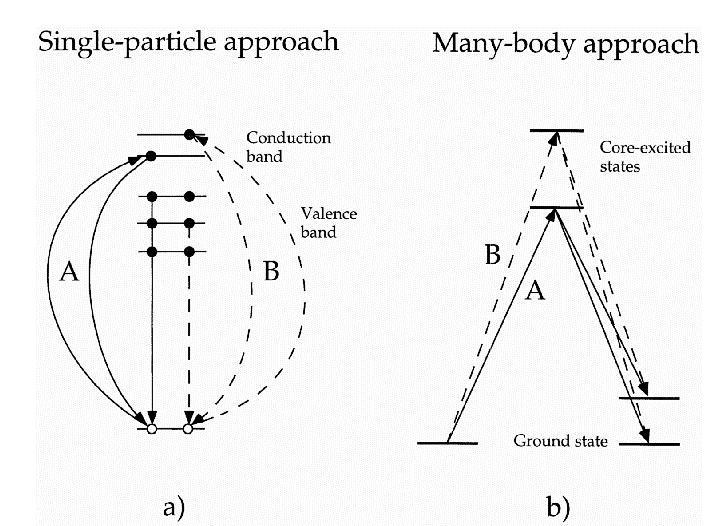 Single-particle approach
Many-body approach
Conduction
band
Valence
band
A
B
a)
Core-excited
states
B
A
Ground state
b)